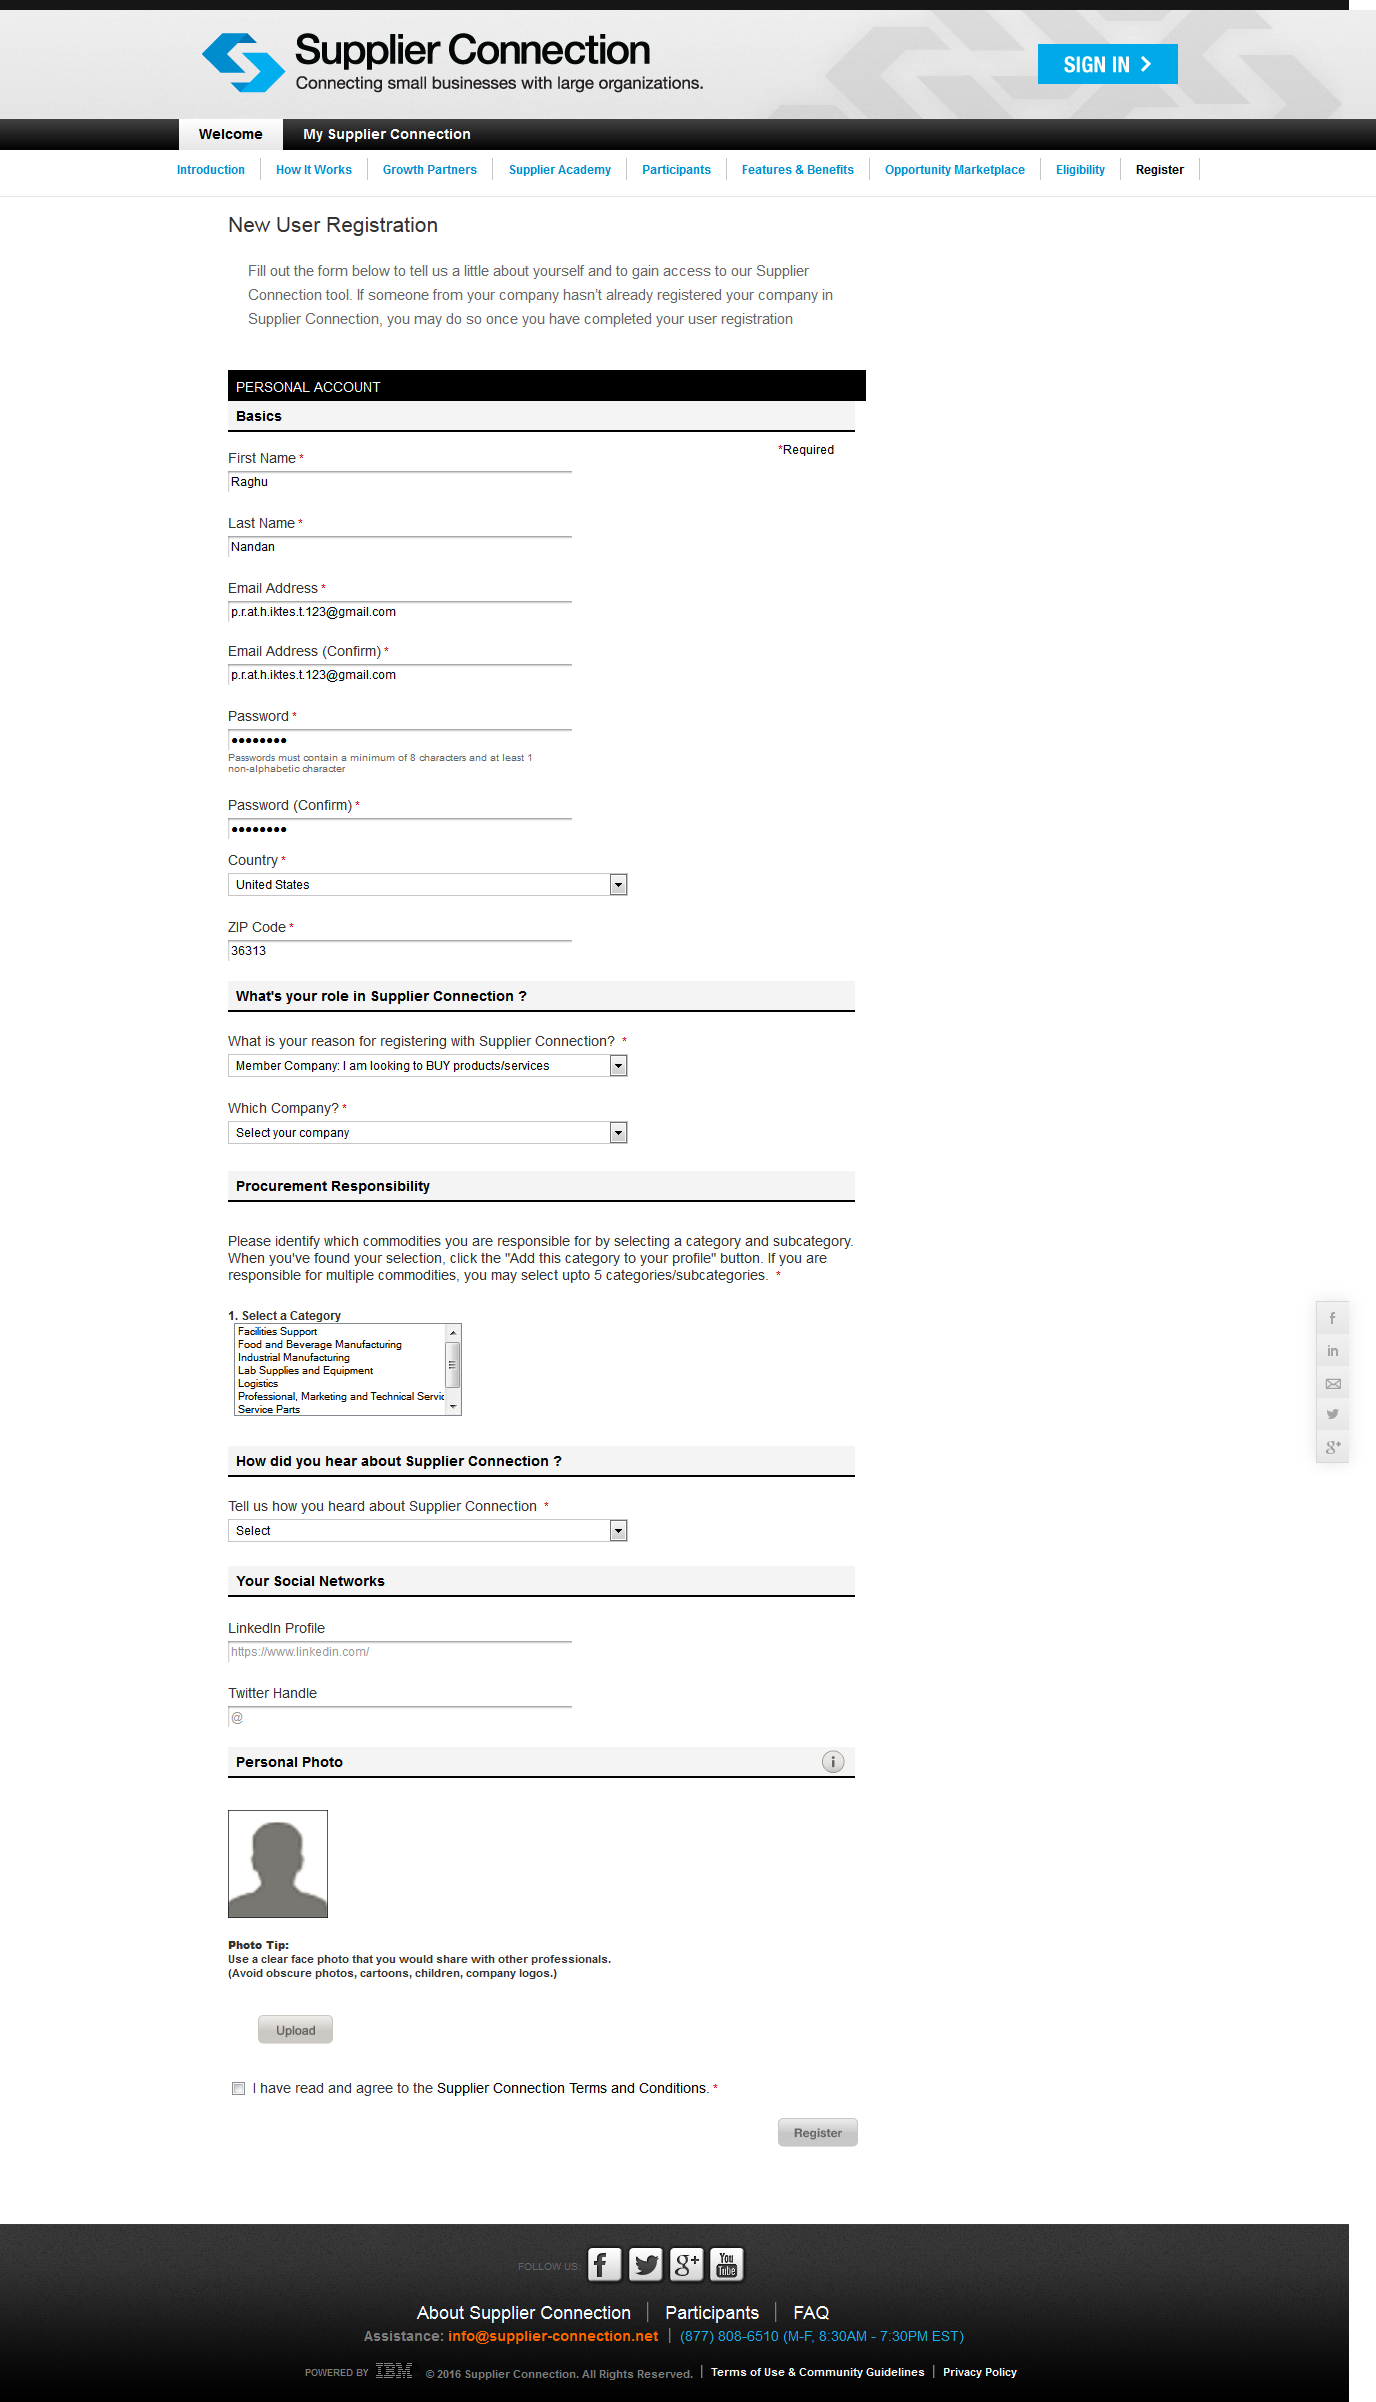 Supplier Connection
Connecting small businesses with large organizations.
SIGN IN
Welcome
My Supplier Connection
Introduction
How It Works
Growth Partners
Supplier Academy
Participants
Features & Benefits
Opportunity Marketplace
Eligibility
Register
New User Registration
Fill out the form below to tell us a little about yourself and to gain access to our Supplier
Connection tool. If someone from your company hasn't already registered your company in
Supplier Connection, you may do so once you have completed your user registration
PERSONAL ACCOUNT
Basics
*Required
First Name *
Raghu
Last Name *
Nandan
Email Address *
p.r.at.h.iktes.t.123@gmail.com
Email Address (Confirm) *
p.r.at.h.iktes.t.123@gmail.com
Password *
●●●●●●●●
Passwords must contain a minimum of 8 characters and at least 1
non-alphabetic character
Password (Confirm) *
●●●●●●●●
Country *
United States
ZIP Code *
36313
What's your role in Supplier Connection ?
What is your reason for registering with Supplier Connection? *
Member Company: I am looking to BUY products/services
Which Company? *
Select your company
Procurement Responsibility
Please identify which commodities you are responsible for by selecting a category and subcategory.
When you've found your selection, click the "Add this category to your profile" button. If you are
responsible for multiple commodities, you may select upto 5 categories/subcategories. *
1. Select a Category
Facilities Support
Food and Beverage Manufacturing
Industrial Manufacturing
Lab Supplies and Equipment
Logistics
Professional, Marketing and Technical Servic
Service Parts
f
in
g+
How did you hear about Supplier Connection ?
Tell us how you heard about Supplier Connection *
Select
Your Social Networks
LinkedIn Profile
https://www.linkedin.com/
Twitter Handle
@
Personal Photo
i
Photo Tip:
Use a clear face photo that you would share with other professionals.
(Avoid obscure photos, cartoons, children, company logos.)
Upload
I have read and agree to the Supplier Connection Terms and Conditions. *
Register
FOLLOW US:
f
g+
You Tube
About Supplier Connection | Participants | FAQ
Assistance: info@supplier-connection.net | (877) 808-6510 (M-F, 8:30AM - 7:30PM EST)
POWERED BY IBM © 2016 Supplier Connection. All Rights Reserved. | Terms of Use & Community Guidelines | Privacy Policy